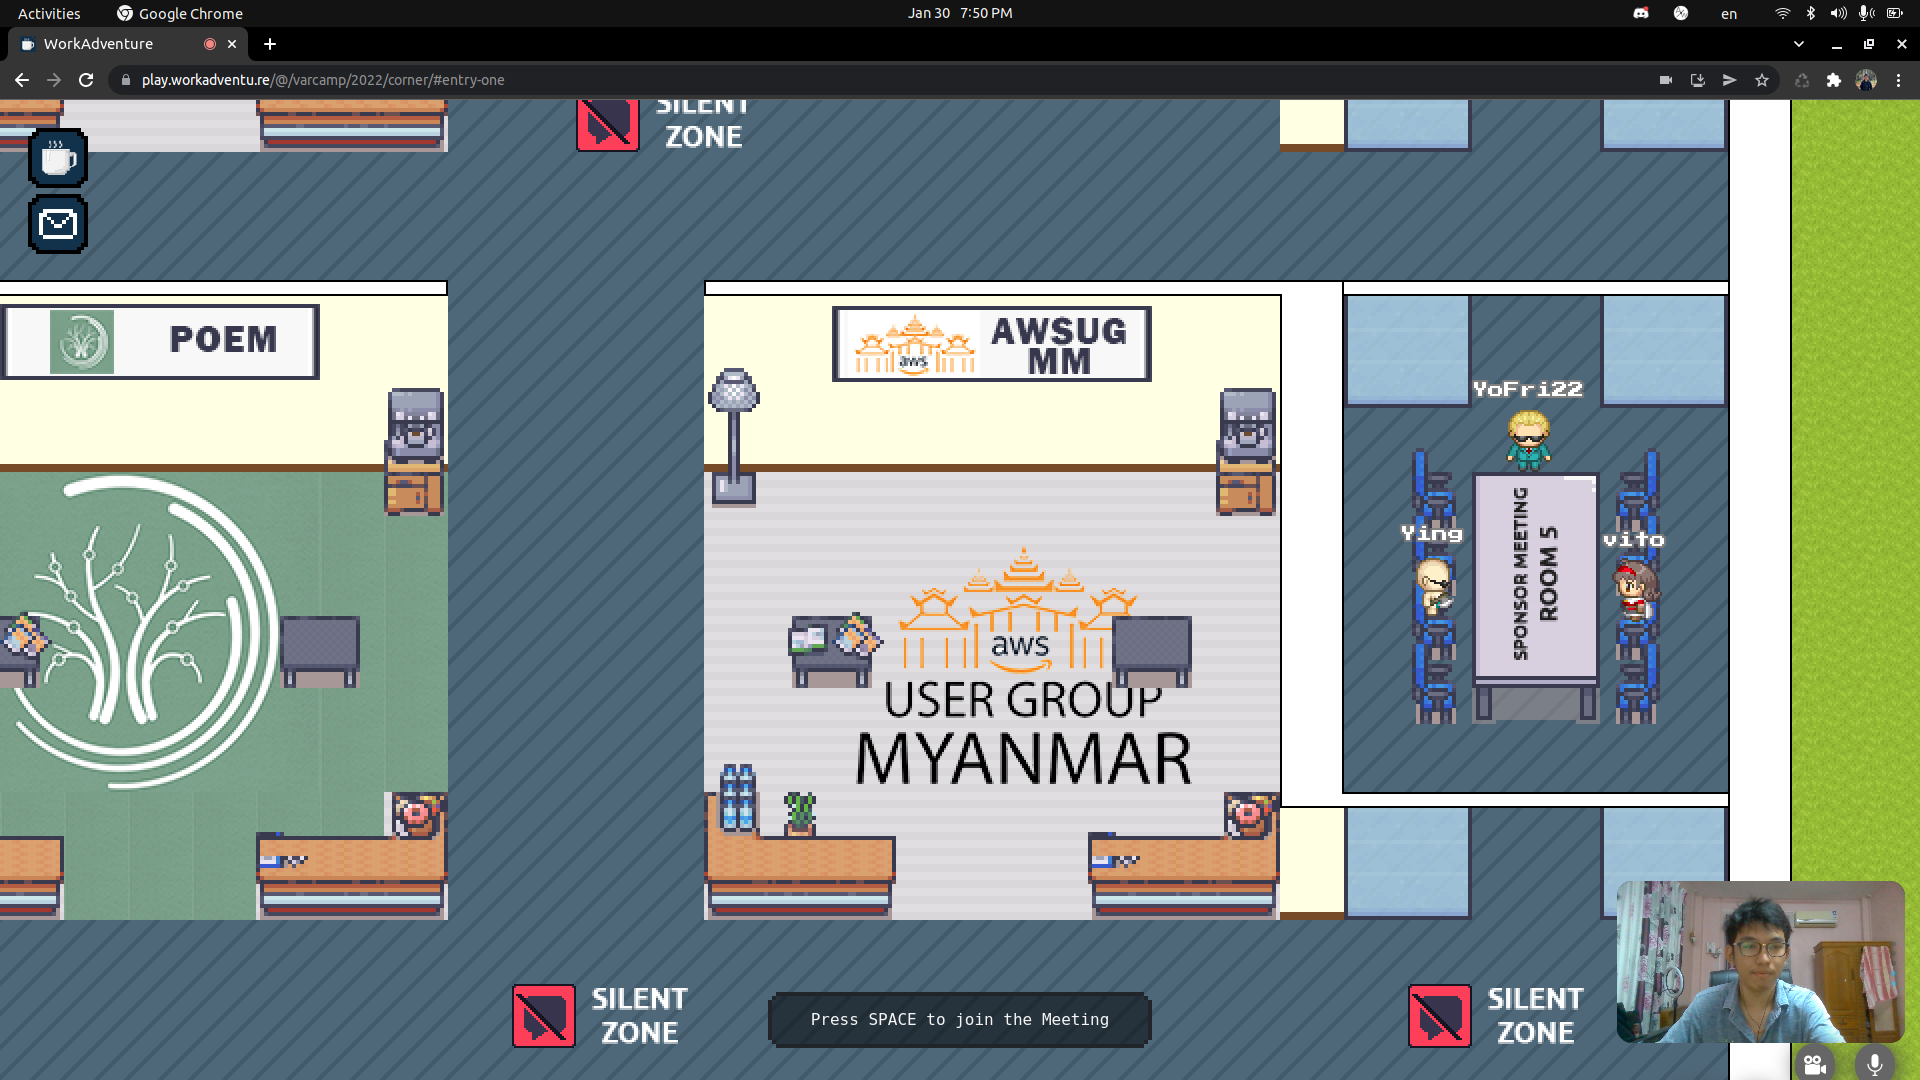 Activities
Google Chrome
Jan 30 7:50 PM
en
WorkAdventure
play.workadventu.re/@/varcamp/2022/corner/#entry-one
SILENT
ZONE
POEM
aws
AWSUG
MM
YoFri22
Ying
vito
SPONSOR MEETING
ROOM 5
aws
USER GROUP
MYANMAR
SILENT
ZONE
Press SPACE to join the Meeting
SILENT
ZONE